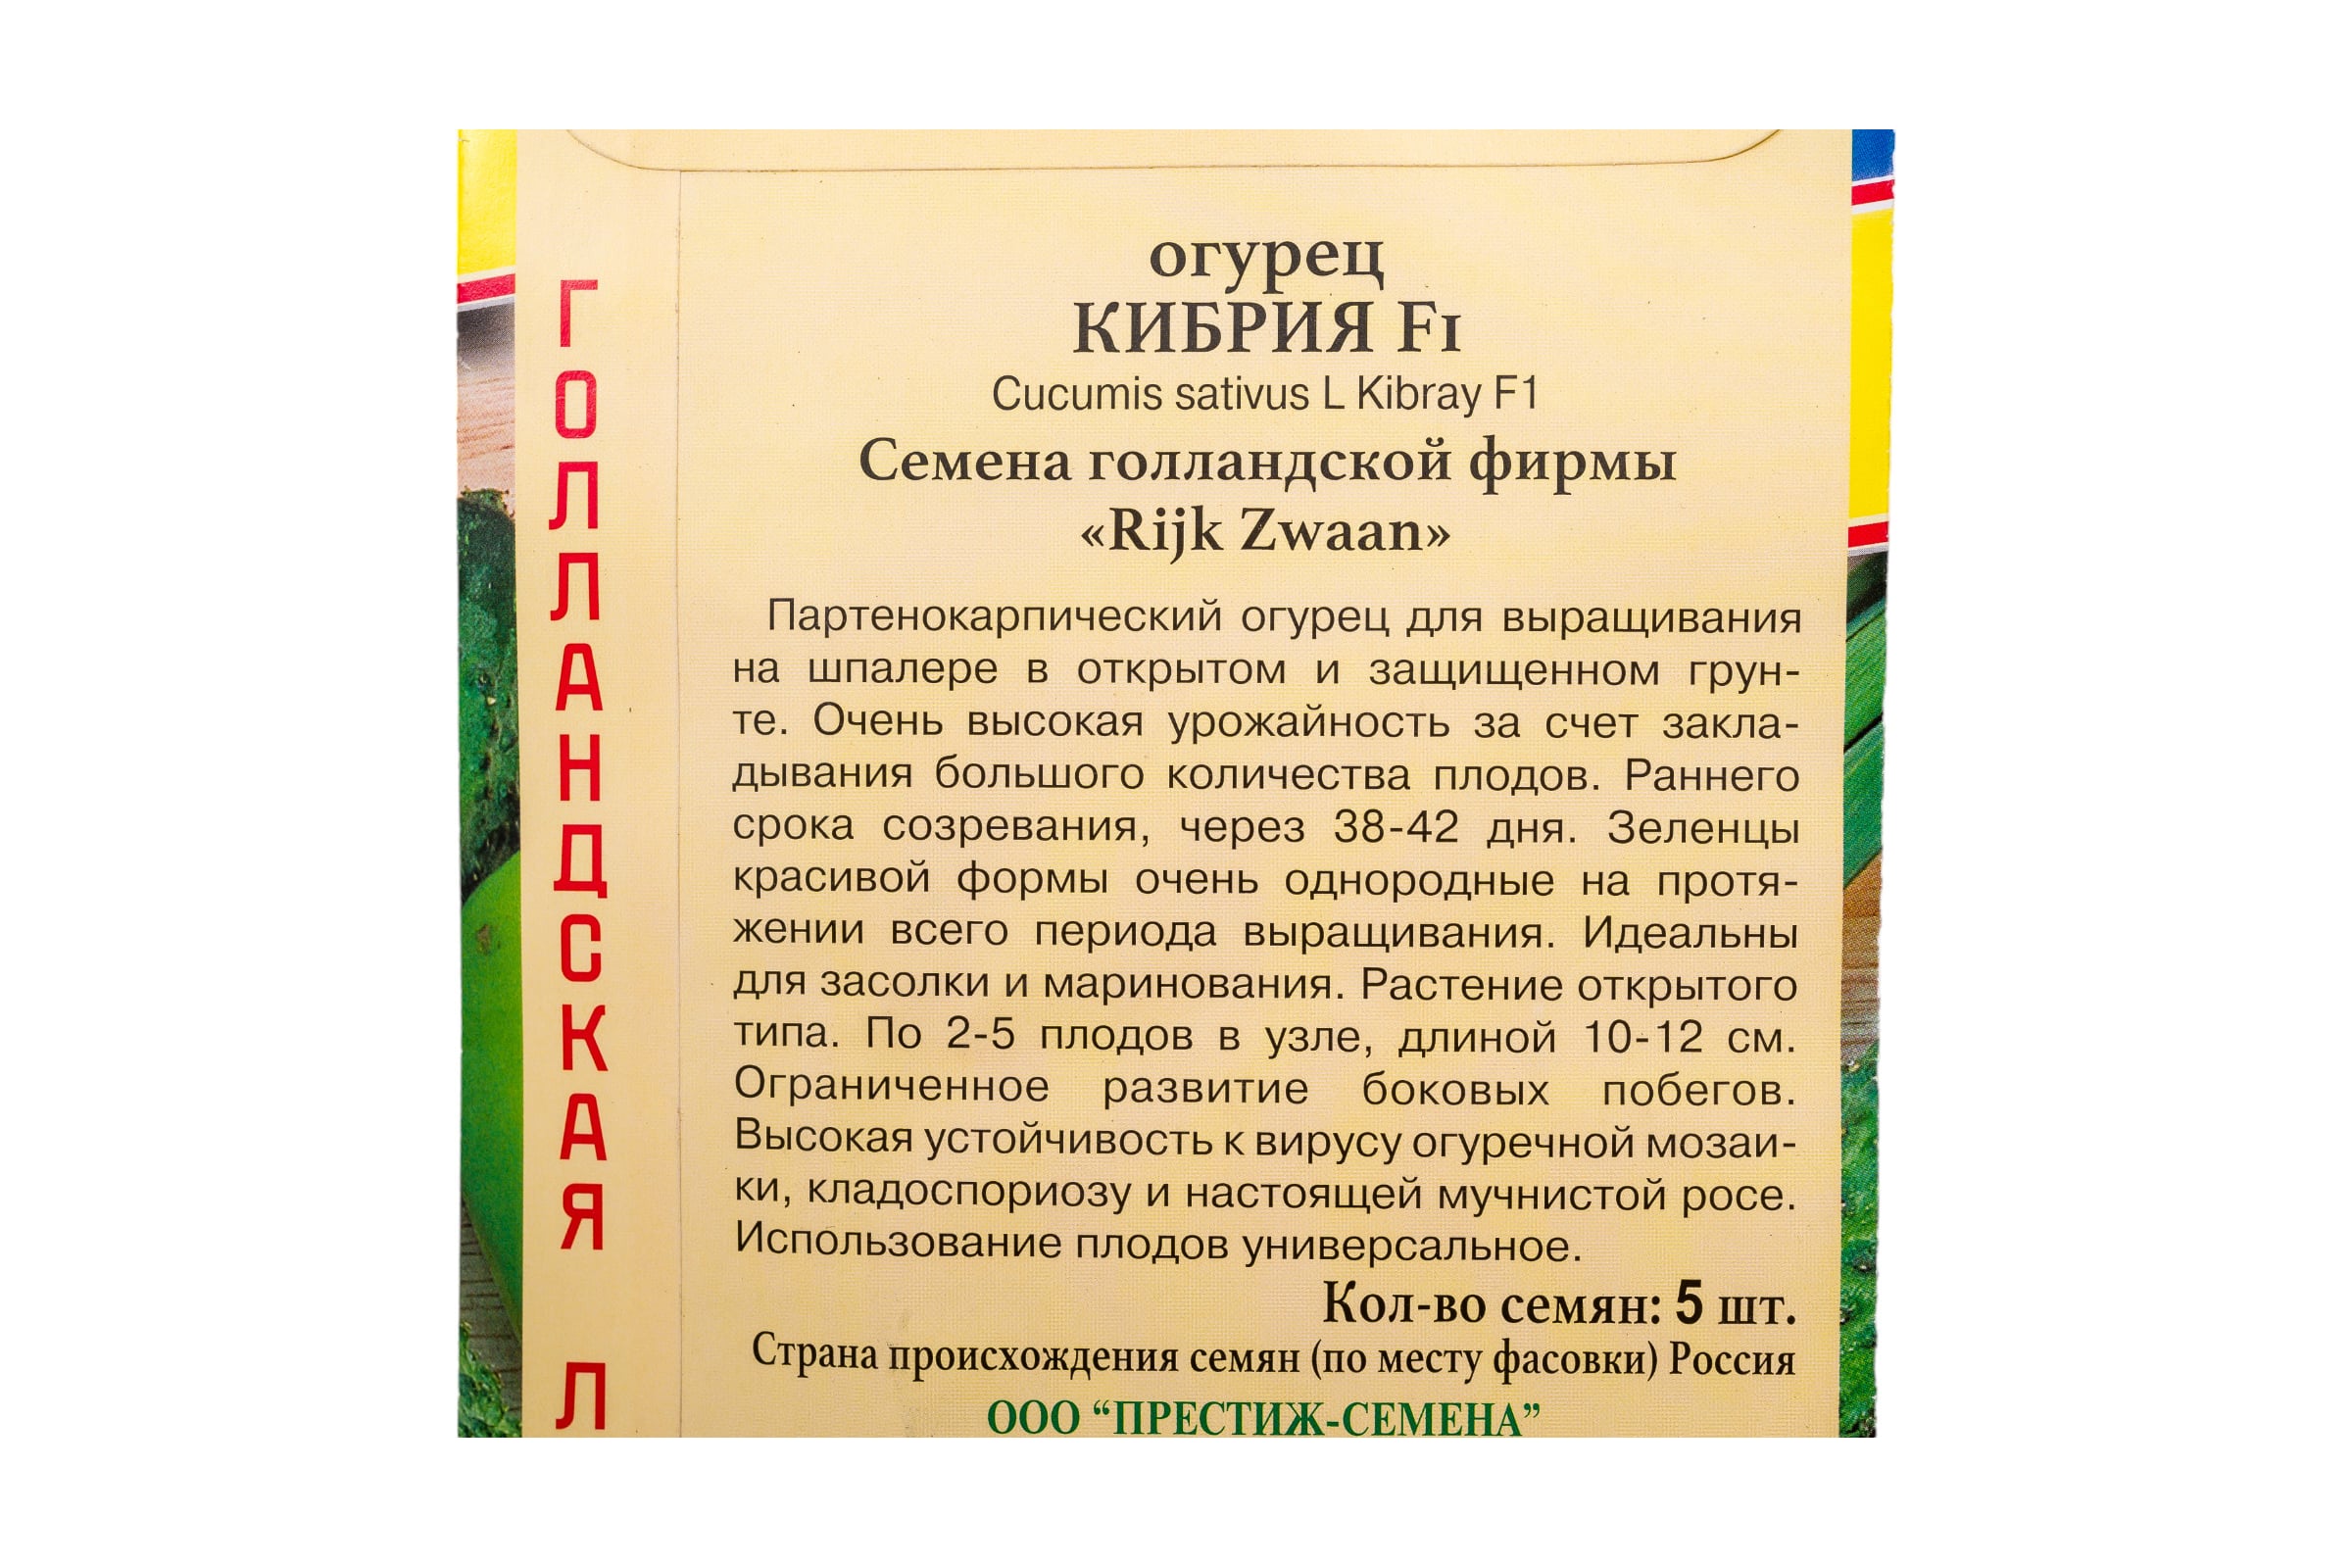 огурец
КИБРИЯ F1
Cucumis sativus L Kibray F1
Семена голландской фирмы
«Rijk Zwaan»
Партенокарпический огурец для выращивания
на шпалере в открытом и защищенном грун-
те. Очень высокая урожайность за счет закла-
дывания большого количества плодов. Раннего
срока созревания, через 38-42 дня. Зеленцы
красивой формы очень однородные на протя-
жении всего периода выращивания. Идеальны
для засолки и маринования. Растение открытого
типа. По 2-5 плодов в узле, длиной 10-12 см.
Ограниченное развитие боковых побегов.
Высокая устойчивость к вирусу огуречной мозаи-
ки, кладоспориозу и настоящей мучнистой росе.
Использование плодов универсальное.
Кол-во семян: 5 шт.
Страна происхождения семян (по месту фасовки) Россия
ООО “ПРЕСТИЖ-СЕМЕНА”
ГОЛЛАНДСКАЯ Л